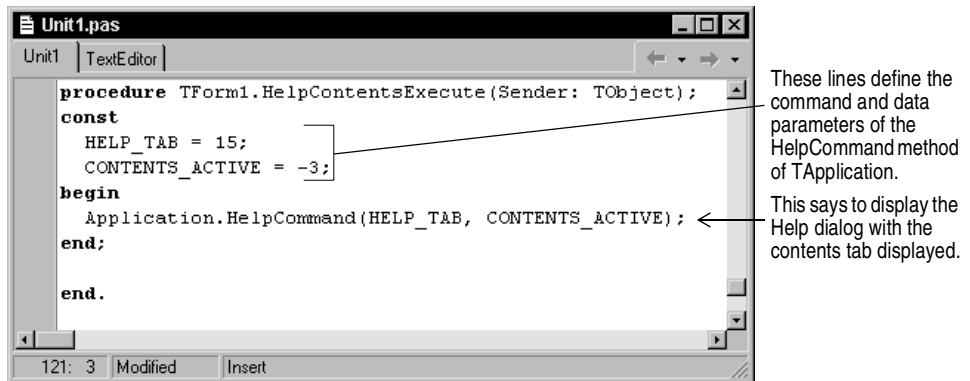 Unit1.pas
Unit1 TextEditor
procedure TForm1.HelpContentsExecute(Sender: TObject);
const
HELP_TAB = 15;
CONTENTS_ACTIVE = -3;
begin
Application.HelpCommand(HELP_TAB, CONTENTS_ACTIVE);
end;
end.
121: 3 Modified Insert
These lines define the
command and data
parameters of the
HelpCommand method
of TApplication.
This says to display the
Help dialog with the
contents tab displayed.